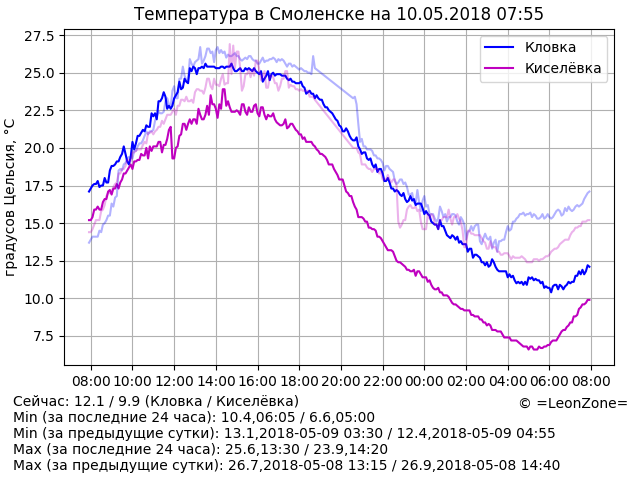 Температура в Смоленске на 10.05.2018 07:55
27.5
25.0
22.5
20.0
17.5
15.0
12.5
10.0
7.5
градусов Цельсия, °C
Кловка
Киселёвка
08:00 10:00 12:00 14:00 16:00 18:00 20:00 22:00 00:00 02:00 04:00 06:00 08:00
Сейчас: 12.1 / 9.9 (Кловка / Киселёвка)
© =LeonZone=
Min (за последние 24 часа): 10.4,06:05 / 6.6,05:00
Min (за предыдущие сутки): 13.1,2018-05-09 03:30 / 12.4,2018-05-09 04:55
Max (за последние 24 часа): 25.6,13:30 / 23.9,14:20
Max (за предыдущие сутки): 26.7,2018-05-08 13:15 / 26.9,2018-05-08 14:40